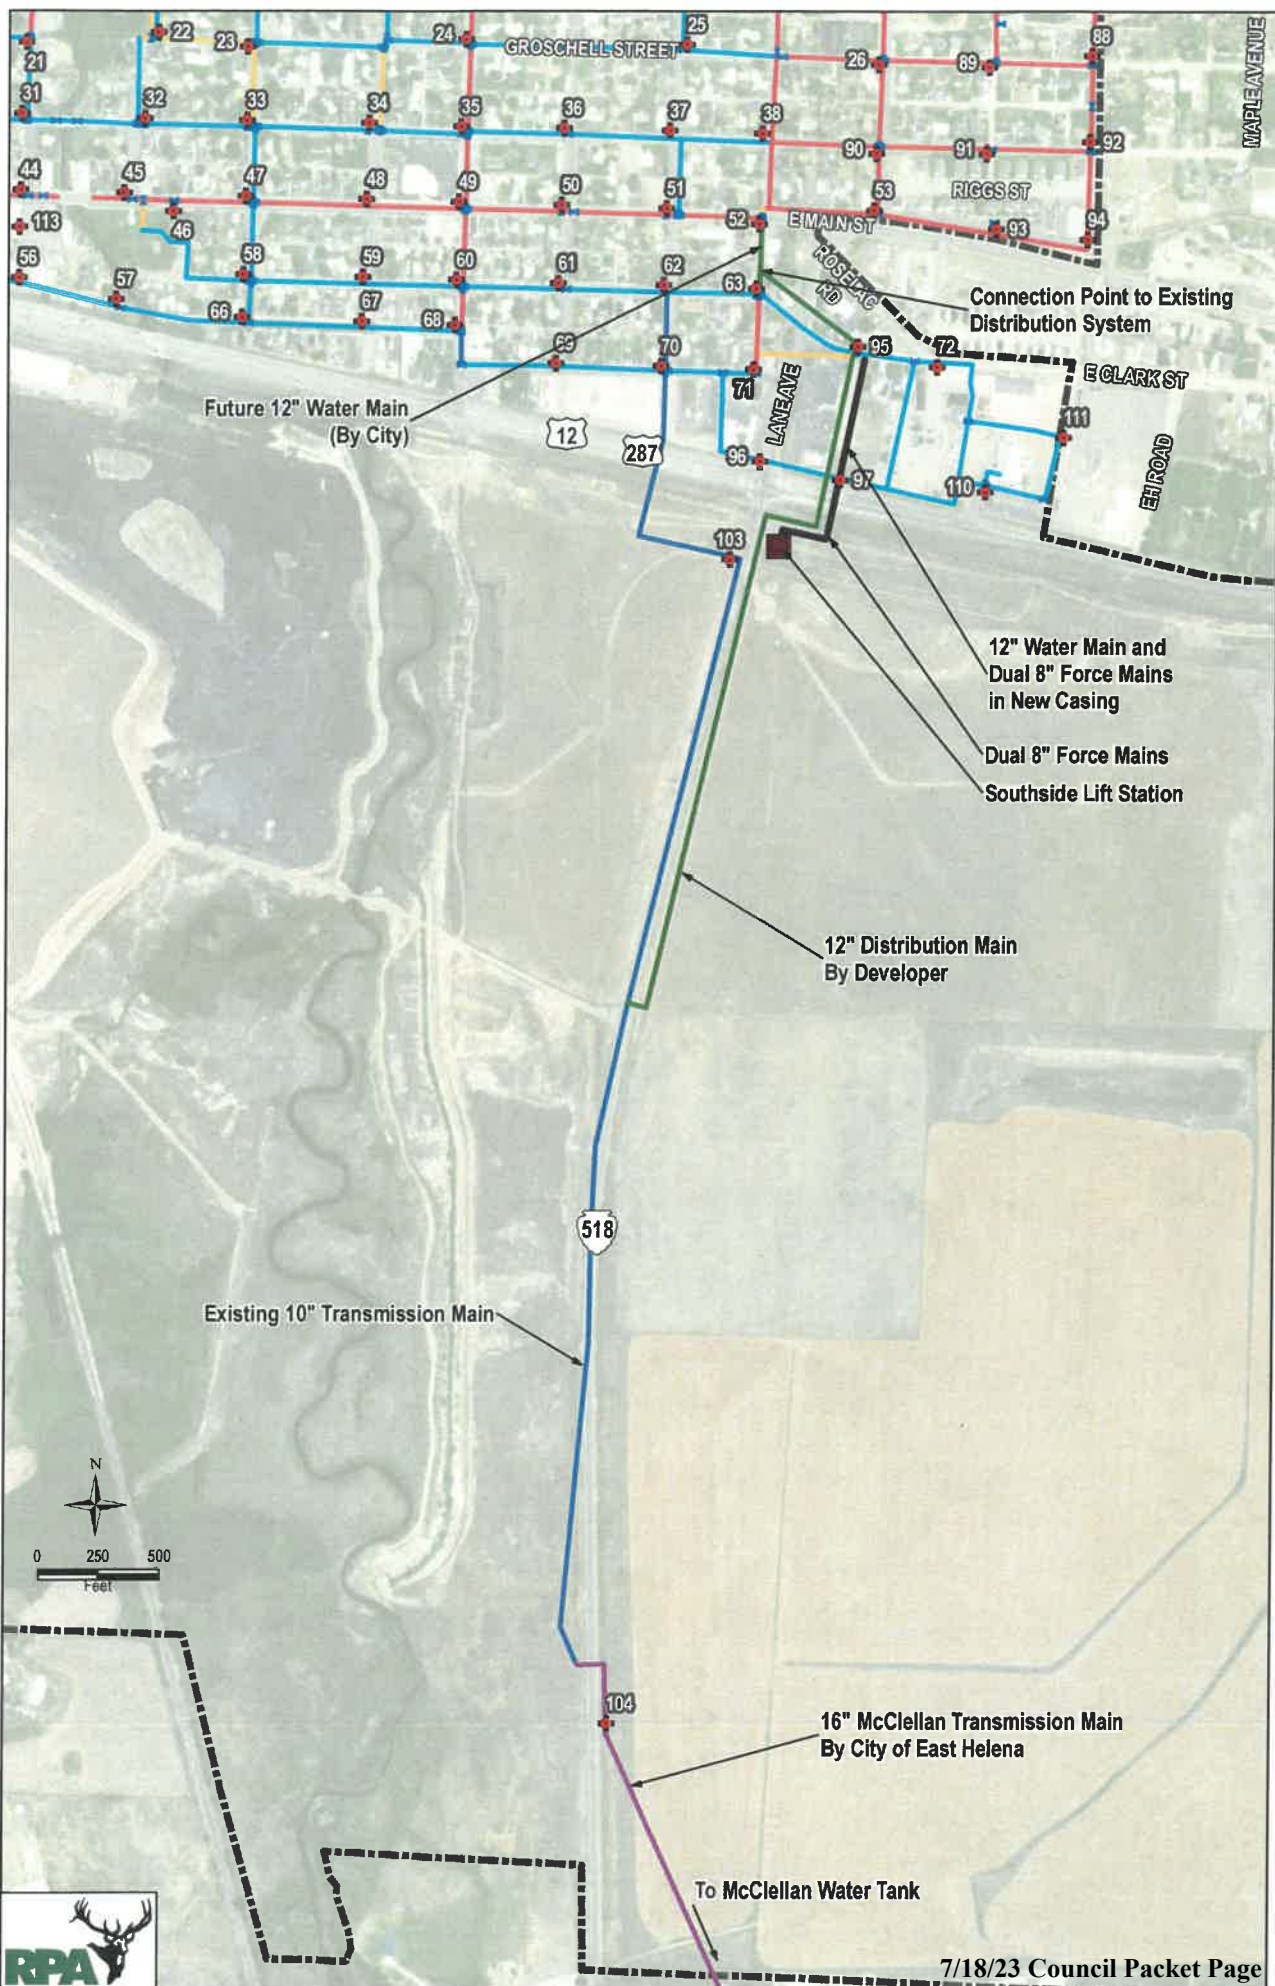 22
25
24
23
GROSCHELL STREET
88
MAPLE AVENUE
21
26
89
31
32
33
34
35
36
37
38
92
90
91
44
45
47
48
49
50
51
53
RIGGS ST
113
46
52
E MAIN ST
93
94
56
57
58
59
60
61
62
63
ROSELAC
RD
Connection Point to Existing
Distribution System
66
67
68
69
70
71
95
72
E CLARK ST
Future 12" Water Main
(By City)
12
287
LANE AVE
111
96
97
110
EH ROAD
103
12" Water Main and
Dual 8" Force Mains
in New Casing
Dual 8" Force Mains
Southside Lift Station
12" Distribution Main
By Developer
518
Existing 10" Transmission Main
N
0 250 500
Feet
104
16" McClellan Transmission Main
By City of East Helena
To McClellan Water Tank
RPA
7/18/23 Council Packet Page